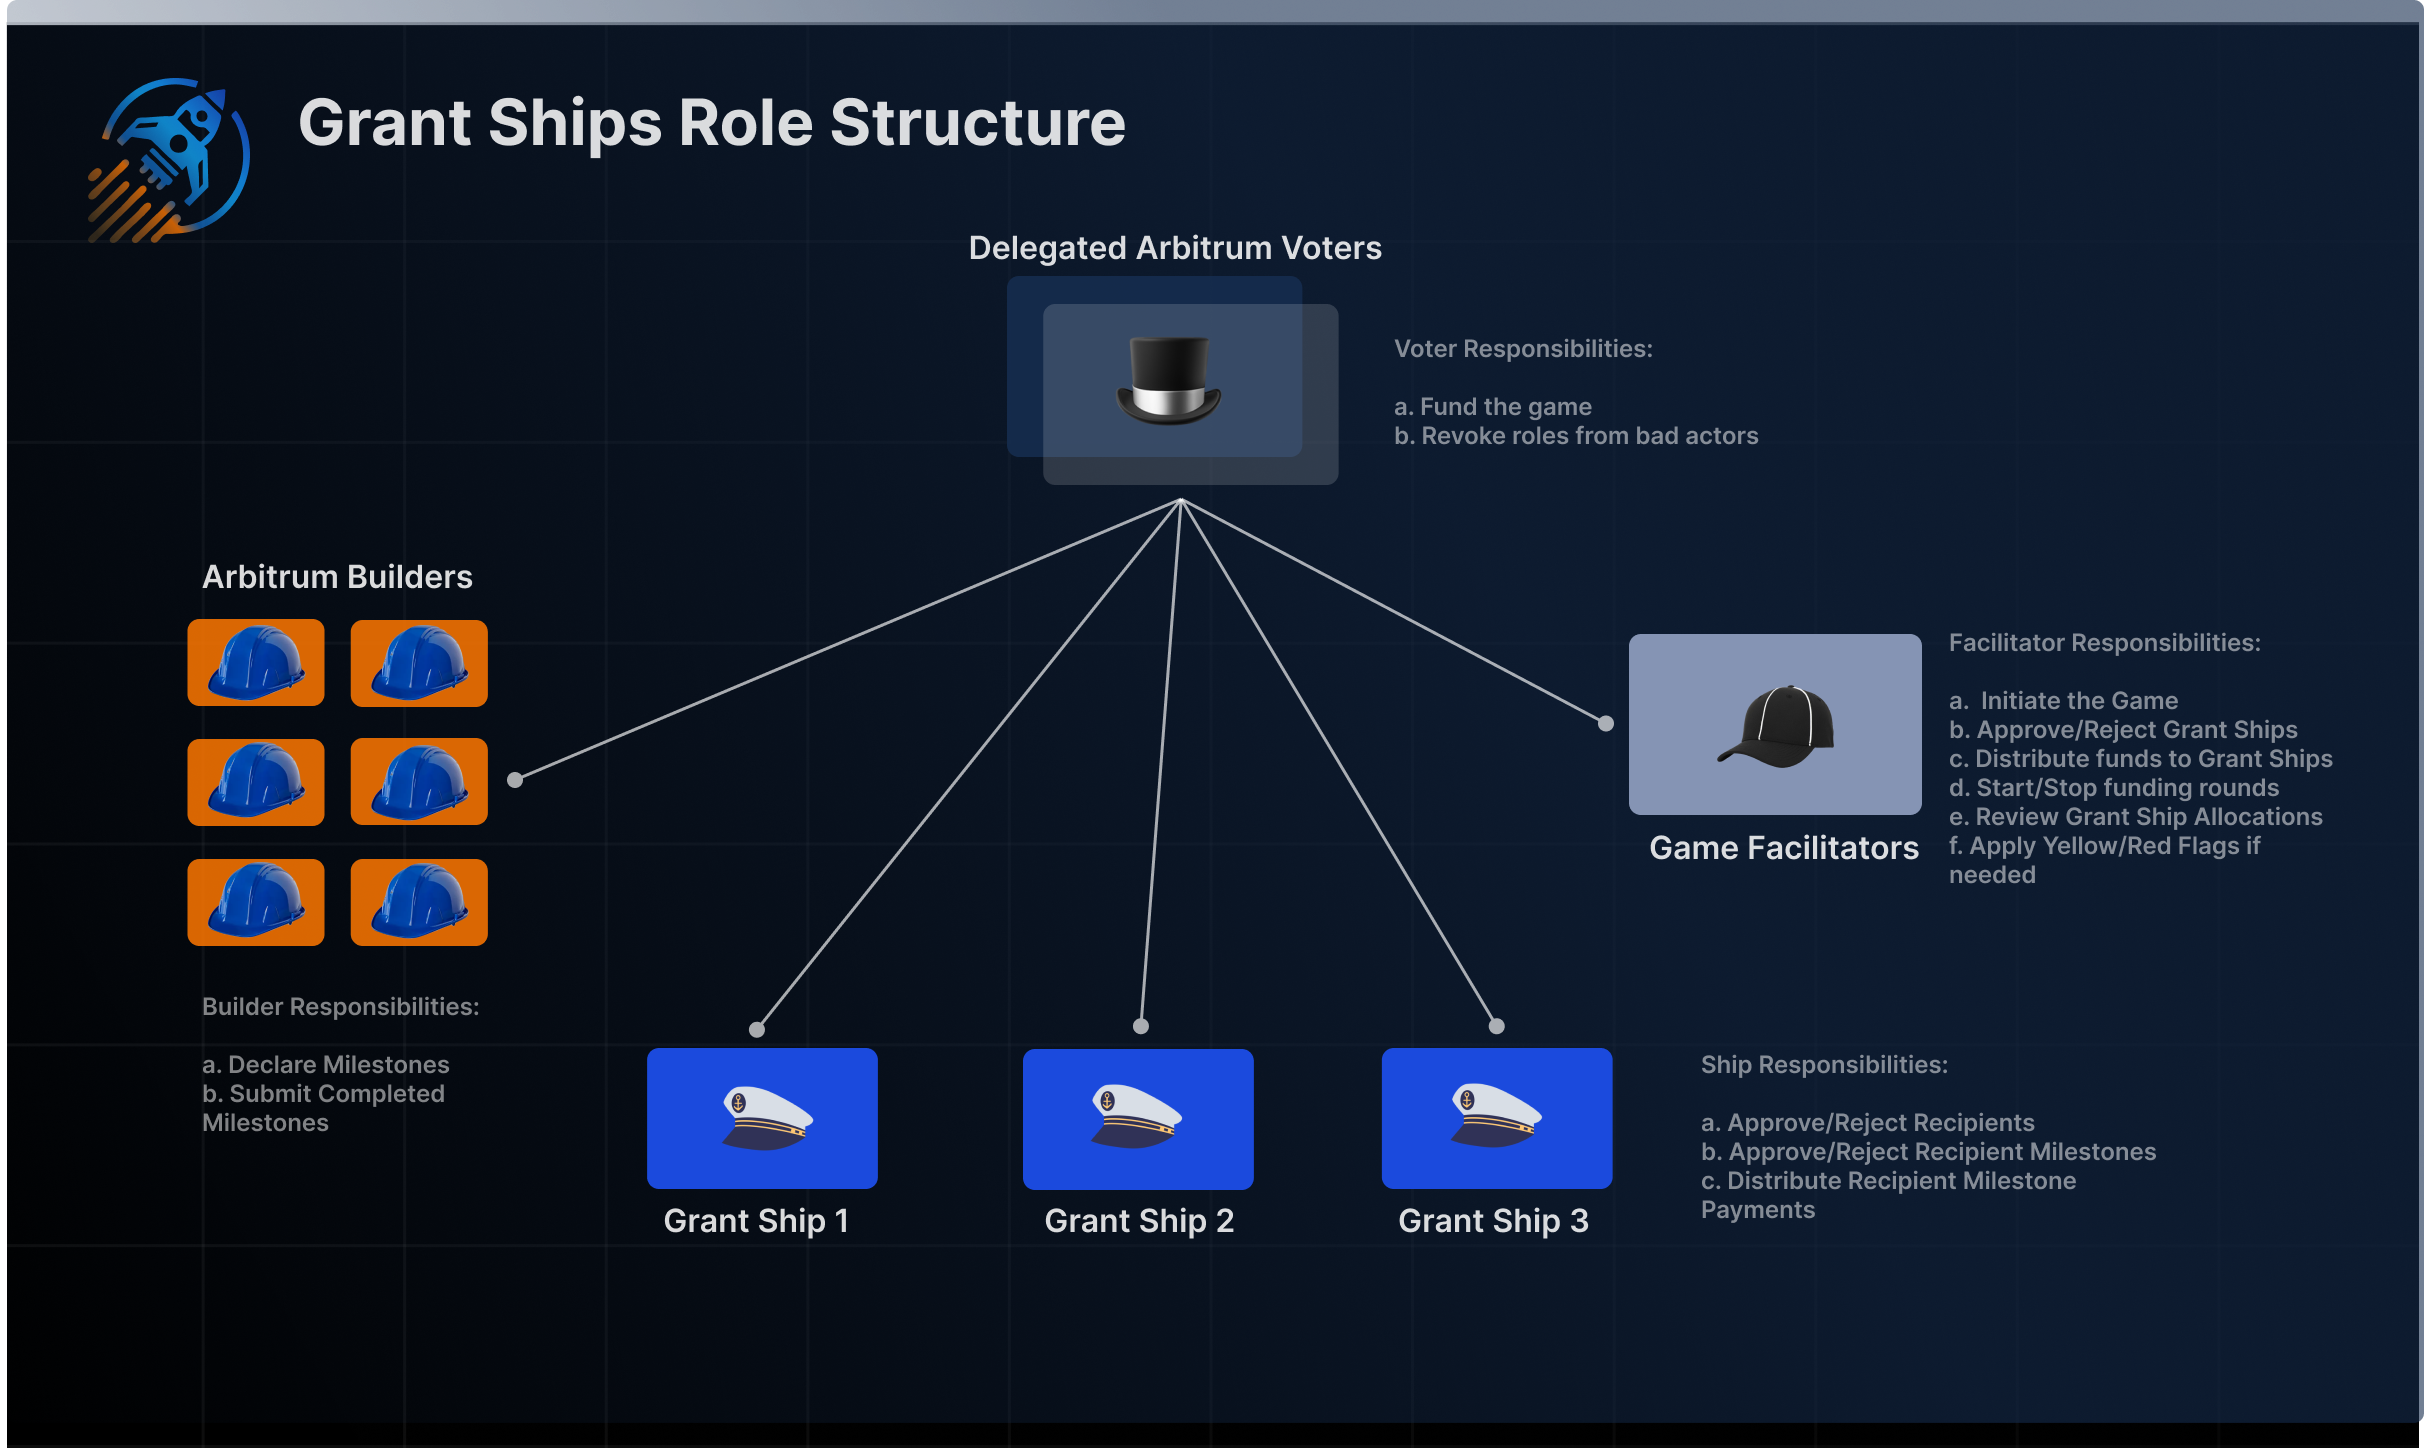 Grant Ships Role Structure
Delegated Arbitrum Voters
Voter Responsibilities:
a. Fund the game
b. Revoke roles from bad actors
Arbitrum Builders
Builder Responsibilities:
a. Declare Milestones
b. Submit Completed
Milestones
Game Facilitators
Facilitator Responsibilities:
a.  Initiate the Game
b. Approve/Reject Grant Ships
c. Distribute funds to Grant Ships
d. Start/Stop funding rounds
e. Review Grant Ship Allocations
f. Apply Yellow/Red Flags if
needed
Grant Ship 1
Grant Ship 2
Grant Ship 3
Ship Responsibilities:
a. Approve/Reject Recipients
b. Approve/Reject Recipient Milestones
c. Distribute Recipient Milestone
Payments